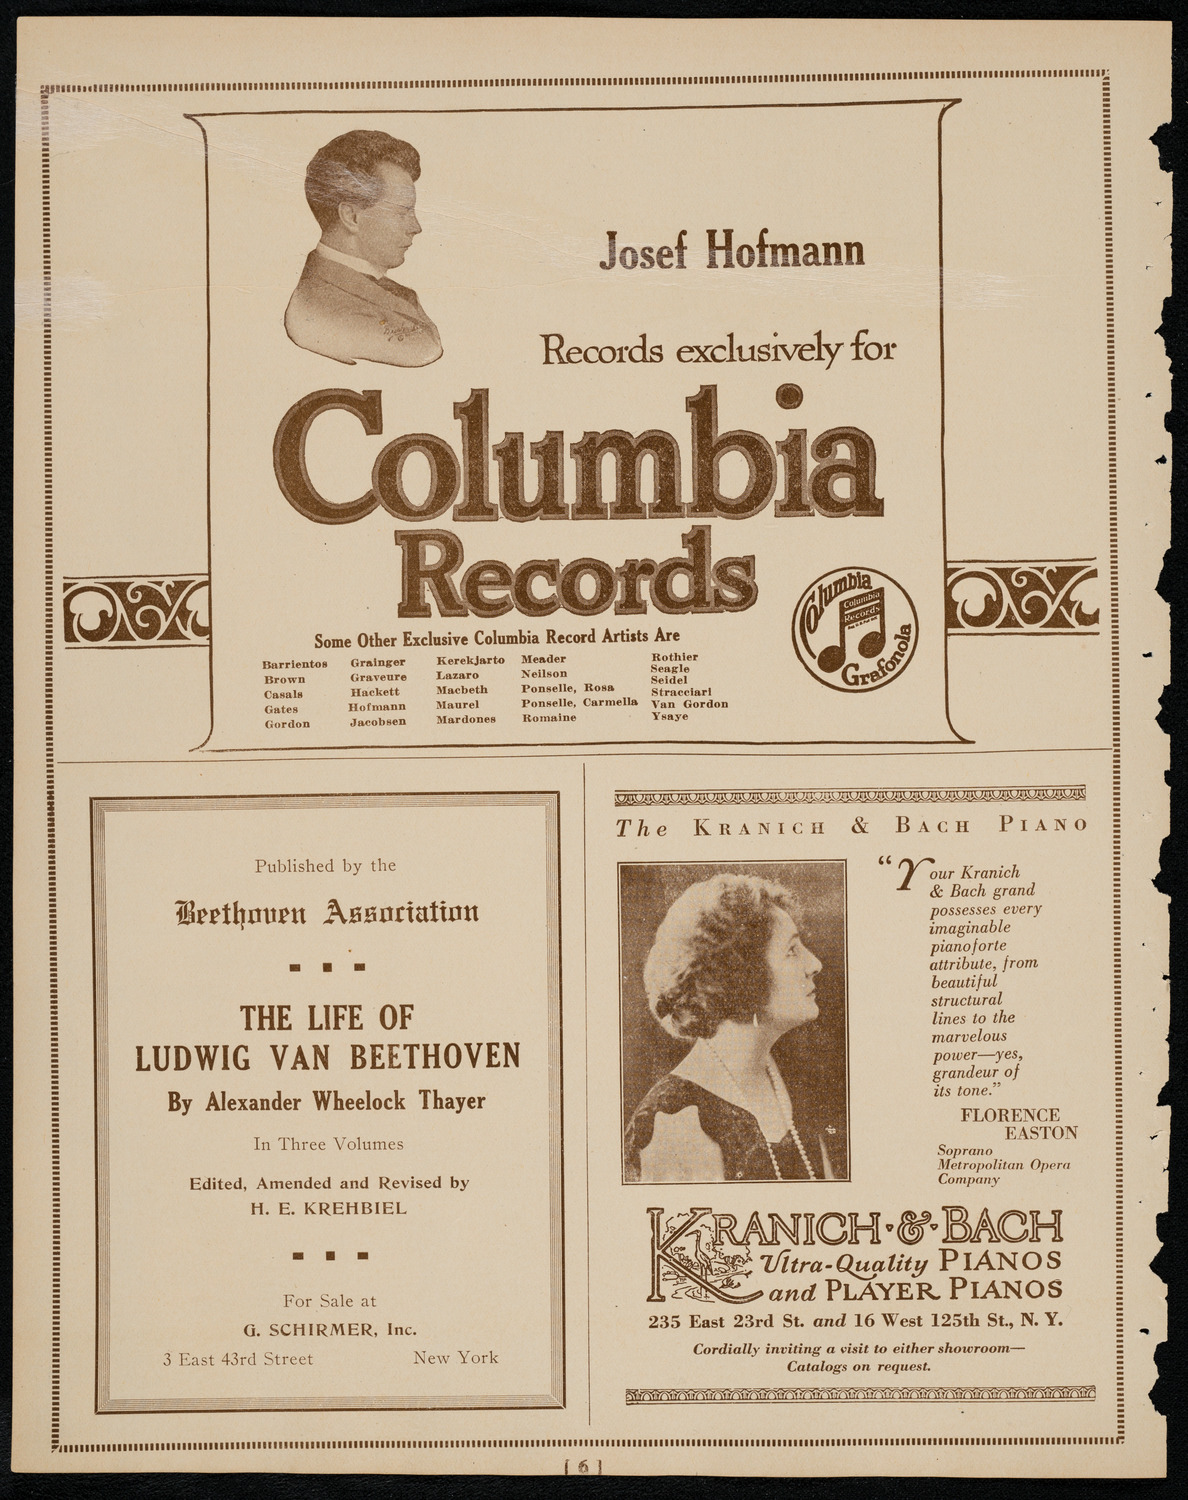 Josef Hofmann
Records exclusively for
Columbia
Records
Some Other Exclusive Columbia Record Artists Are
Barrientos
Brown
Casals
Gates
Gordon
Grainger
Graveure
Hackett
Hofmann
Jacobsen
Kerekjarto
Lazaro
Macbeth
Maurel
Mardones
Meader
Neilson
Ponselle, Rosa
Ponselle, Carmella
Romaine
Rothier
Seagle
Seidel
Stracciari
Van Gordon
Ysaye
Columbia
Columbia
Records
Grafonola
Published by the
Beethoven Association
THE LIFE OF
LUDWIG VAN BEETHOVEN
By Alexander Wheelock Thayer
In Three Volumes
Edited, Amended and Revised by
H. E. KREHBIEL
For Sale at
G. SCHIRMER, Inc.
3 East 43rd Street New York
The KRANICH & BACH PIANO
"Your Kranich
& Bach grand
possesses every
imaginable
pianoforte
attribute, from
beautiful
structural
lines to the
marvelous
power—yes,
grandeur of
its tone."
FLORENCE
EASTON
Soprano
Metropolitan Opera
Company
KRANICH·&·BACH
Ultra-Quality PIANOS
and PLAYER PIANOS
235 East 23rd St. and 16 West 125th St., N. Y.
Cordially inviting a visit to either showroom—
Catalogs on request.
[ 6 ]